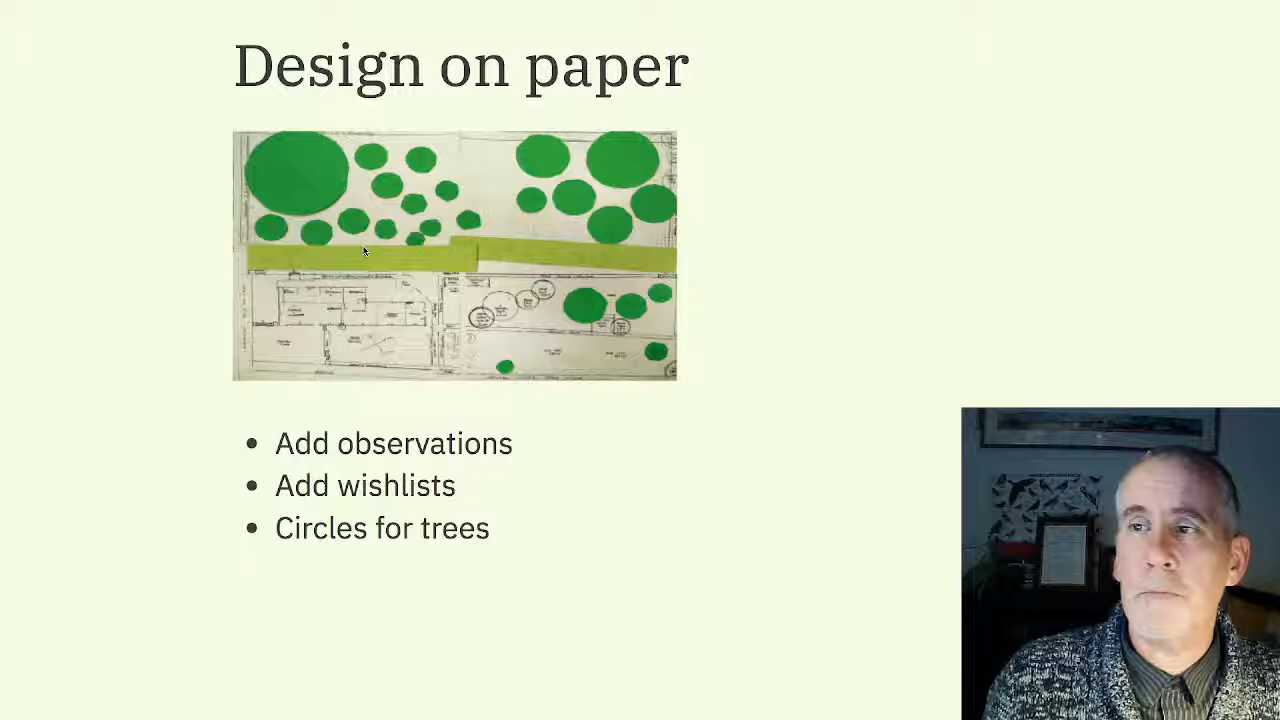 Design on paper
Add observations
Add wishlists
Circles for trees